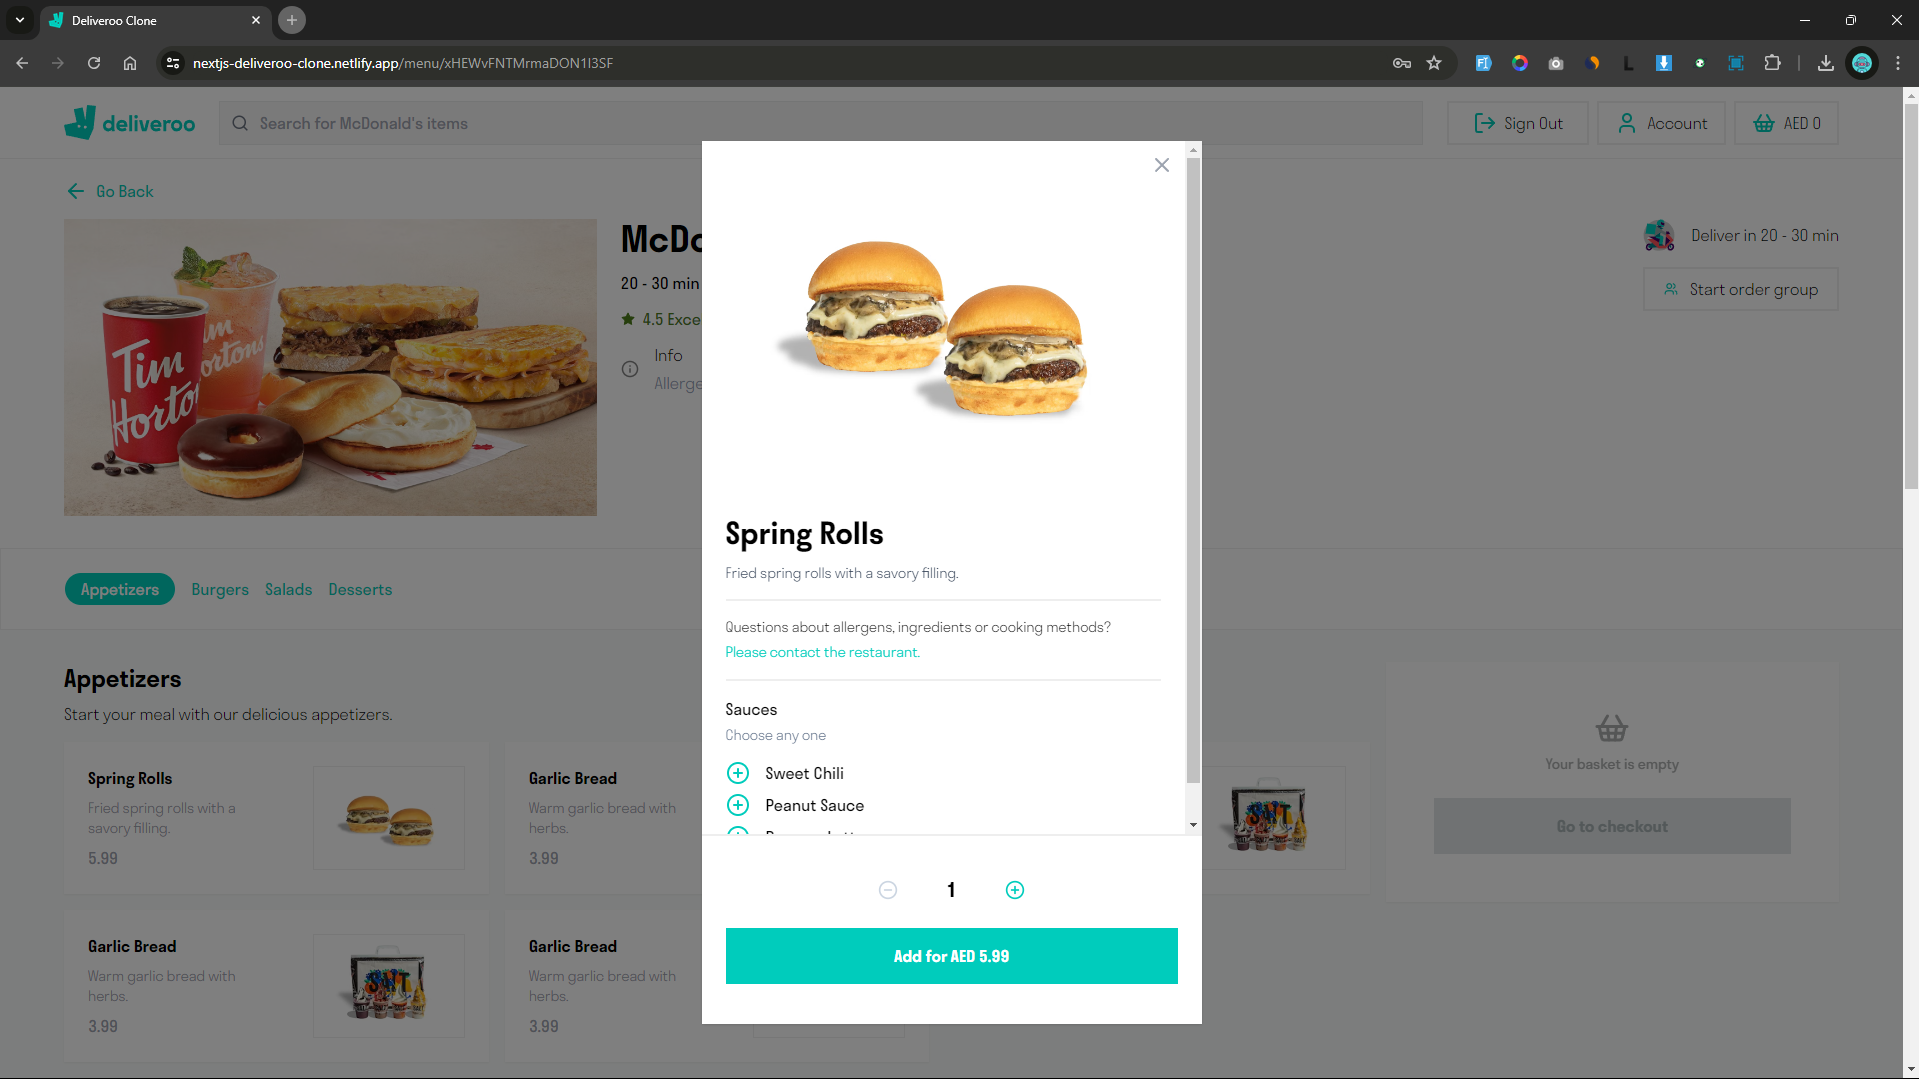 Deliveroo Clone
nextjs-deliveroo-clone.netlify.app/menu/xHEWvFNTMrmaDON1I3SF
deliveroo
Search for McDonald's items
Sign Out
Account
AED 0
Go Back
Tim Hortons
McDo
20 - 30 min
4.5 Exce
Info
Allerge
Deliver in 20 - 30 min
Start order group
Spring Rolls
Fried spring rolls with a savory filling.
Questions about allergens, ingredients or cooking methods?
Please contact the restaurant.
Sauces
Choose any one
Sweet Chili
Peanut Sauce
1
Add for AED 5.99
Appetizers
Burgers
Salads
Desserts
Appetizers
Start your meal with our delicious appetizers.
Spring Rolls
Fried spring rolls with a
savory filling.
5.99
Garlic Bread
Warm garlic bread with
herbs.
3.99
Garlic Bread
Warm garlic bread with
herbs.
3.99
Garlic Bread
Warm garlic bread with
herbs.
3.99
Your basket is empty
Go to checkout